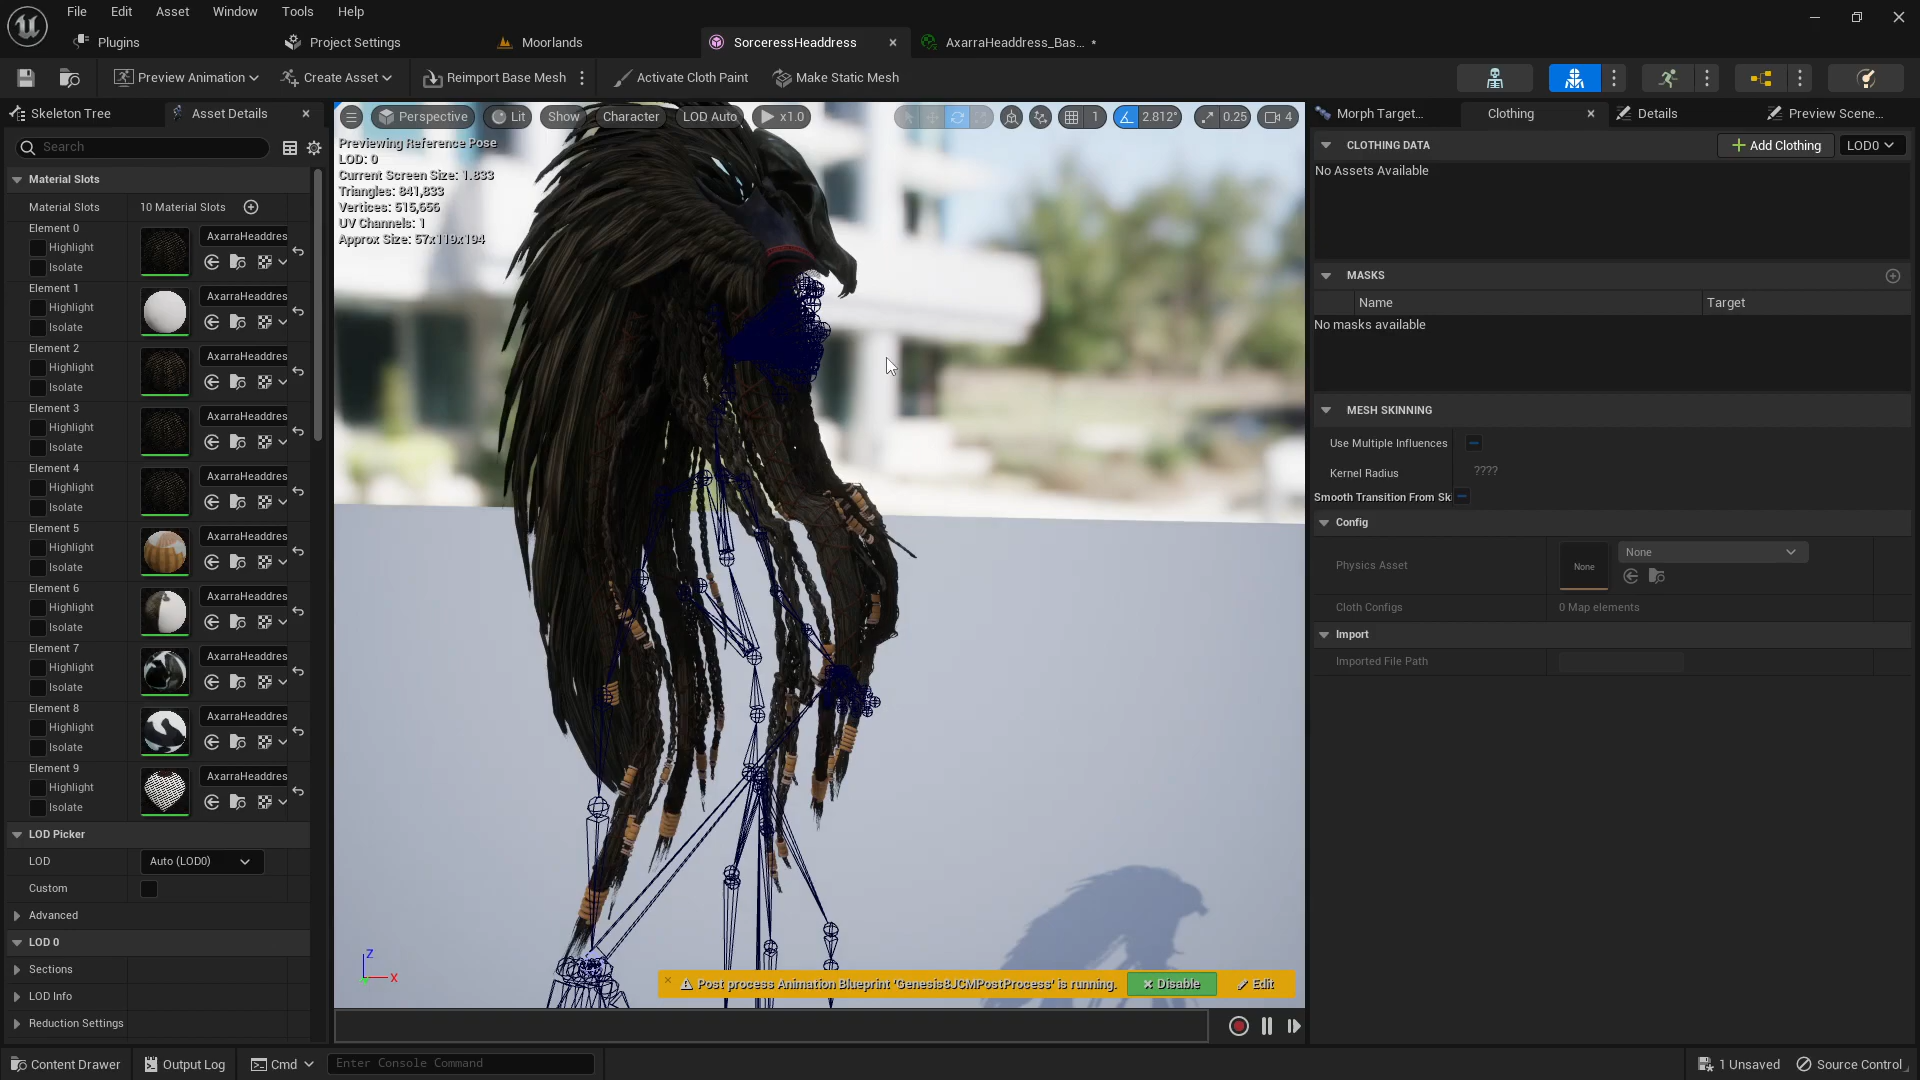 File Edit Asset Window Tools Help
Plugins Project Settings Moorlands SorceressHeaddress AxarraHeaddress_Bas... •
Preview Animation Create Asset Reimport Base Mesh Activate Cloth Paint Make Static Mesh
Skeleton Tree Asset Details
Search
Material Slots
Material Slots 10 Material Slots
Element 0
Highlight
Isolate
AxarraHeaddres
Element 1
Highlight
Isolate
AxarraHeaddres
Element 2
Highlight
Isolate
AxarraHeaddres
Element 3
Highlight
Isolate
AxarraHeaddres
Element 4
Highlight
Isolate
AxarraHeaddres
Element 5
Highlight
Isolate
AxarraHeaddres
Element 6
Highlight
Isolate
AxarraHeaddres
Element 7
Highlight
Isolate
AxarraHeaddres
Element 8
Highlight
Isolate
AxarraHeaddres
Element 9
Highlight
Isolate
AxarraHeaddres
LOD Picker
LOD Auto (LOD0)
Custom
Advanced
LOD 0
Sections
LOD Info
Reduction Settings
Perspective Lit Show Character LOD Auto x1.0 1 2.812° 0.25 4
Previewing Reference Pose
LOD: 0
Current Screen Size: 1.833
Triangles: 841,833
Vertices: 515,656
UV Channels: 1
Approx Size: 57x119x194
Z
X
Post process Animation Blueprint 'Genesis8JCMPostProcess' is running. Disable Edit
Morph Target... Clothing Details Preview Scene...
CLOTHING DATA Add Clothing LOD0
No Assets Available
MASKS
Name Target
No masks available
MESH SKINNING
Use Multiple Influences
Kernel Radius ????
Smooth Transition From Sk
Config
Physics Asset None None
Cloth Configs 0 Map elements
Import
Imported File Path
Content Drawer Output Log Cmd Enter Console Command 1 Unsaved Source Control